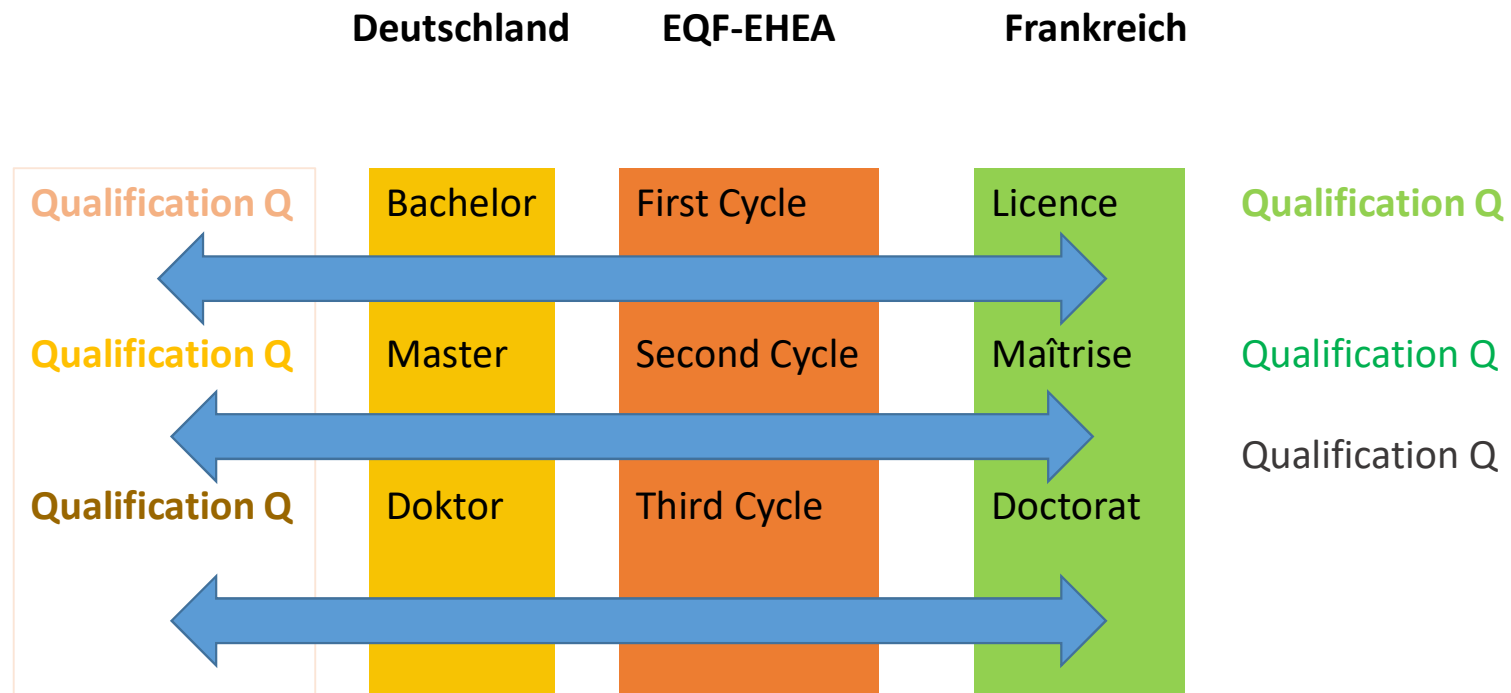 Deutschland EQF-EHEA Frankreich
Qualification Q Bachelor First Cycle Licence Qualification Q
Qualification Q Master Second Cycle Maîtrise Qualification Q
Qualification Q
Qualification Q Doktor Third Cycle Doctorat